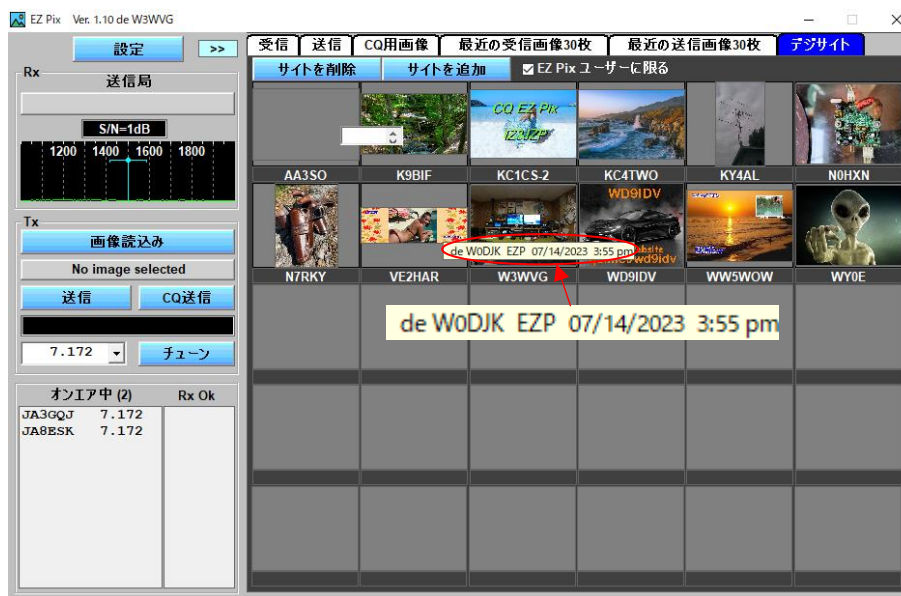 EZ Pix Ver. 1.10 de W3WVG
設定 >>
受信 送信 CQ用画像 最近の受信画像30枚 最近の送信画像30枚 デジサイト
サイトを削除 サイトを追加 EZ Pix ユーザーに限る
Rx
送信局
S/N=1dB
1200 1400 1600 1800
Tx
画像読込み
No image selected
送信 CQ送信
7.172 チューン
オンエア中 (2) Rx Ok
JA3GQJ 7.172
JA8ESK 7.172
CQ EZ Pix
IZ3JZP
AA3SO K9BIF KC1CS-2 KC4TWO KY4AL N0HXN
WD9IDV
de W0DJK EZP 07/14/2023 3:55 pm
N7RKY VE2HAR W3WVG WD9IDV WW5WOW WY0E
de W0DJK EZP 07/14/2023 3:55 pm